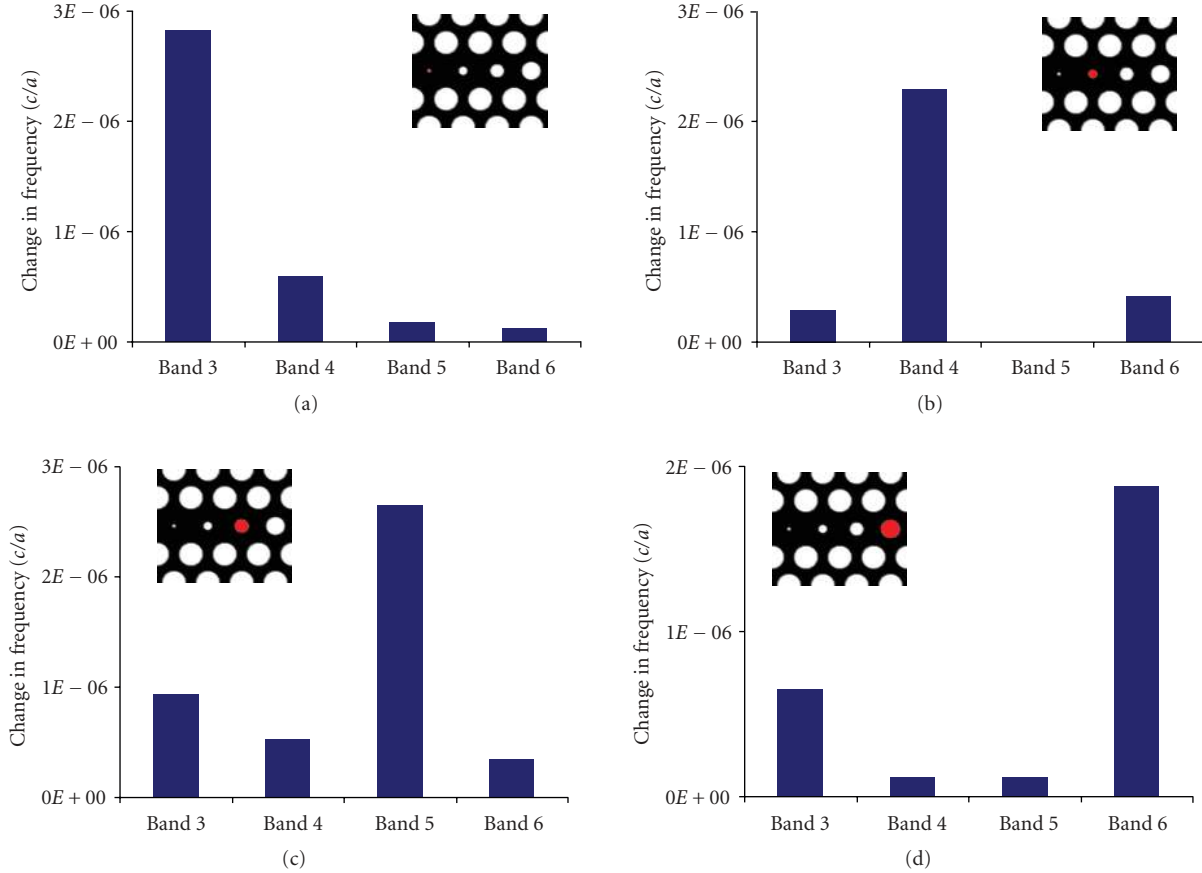 3E − 06
2E − 06
1E − 06
0E + 00
Change in frequency (c/a)
Band 3 Band 4 Band 5 Band 6
(a)
3E − 06
2E − 06
1E − 06
0E + 00
Change in frequency (c/a)
Band 3 Band 4 Band 5 Band 6
(b)
3E − 06
2E − 06
1E − 06
0E + 00
Change in frequency (c/a)
Band 3 Band 4 Band 5 Band 6
(c)
2E − 06
1E − 06
0E + 00
Change in frequency (c/a)
Band 3 Band 4 Band 5 Band 6
(d)